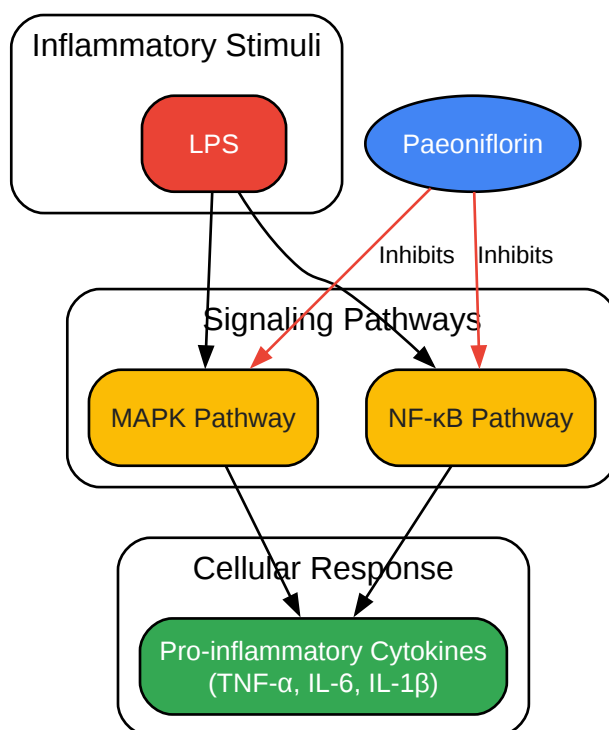 Inflammatory Stimuli
LPS
Paeoniflorin
Inhibits
Inhibits
Signaling Pathways
MAPK Pathway
NF-κB Pathway
Cellular Response
Pro-inflammatory Cytokines
(TNF-α, IL-6, IL-1β)